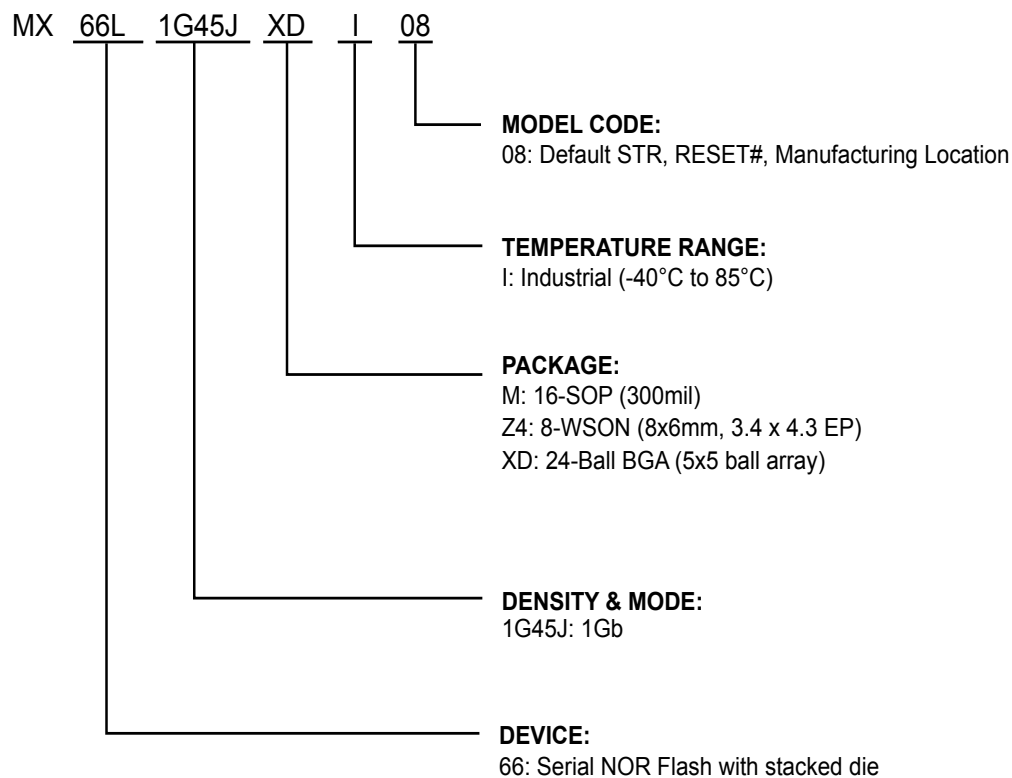 MX 66L 1G45J XD I 08
MODEL CODE:
08: Default STR, RESET#, Manufacturing Location
TEMPERATURE RANGE:
I: Industrial (-40°C to 85°C)
PACKAGE:
M: 16-SOP (300mil)
Z4: 8-WSON (8x6mm, 3.4 x 4.3 EP)
XD: 24-Ball BGA (5x5 ball array)
DENSITY & MODE:
1G45J: 1Gb
DEVICE:
66: Serial NOR Flash with stacked die